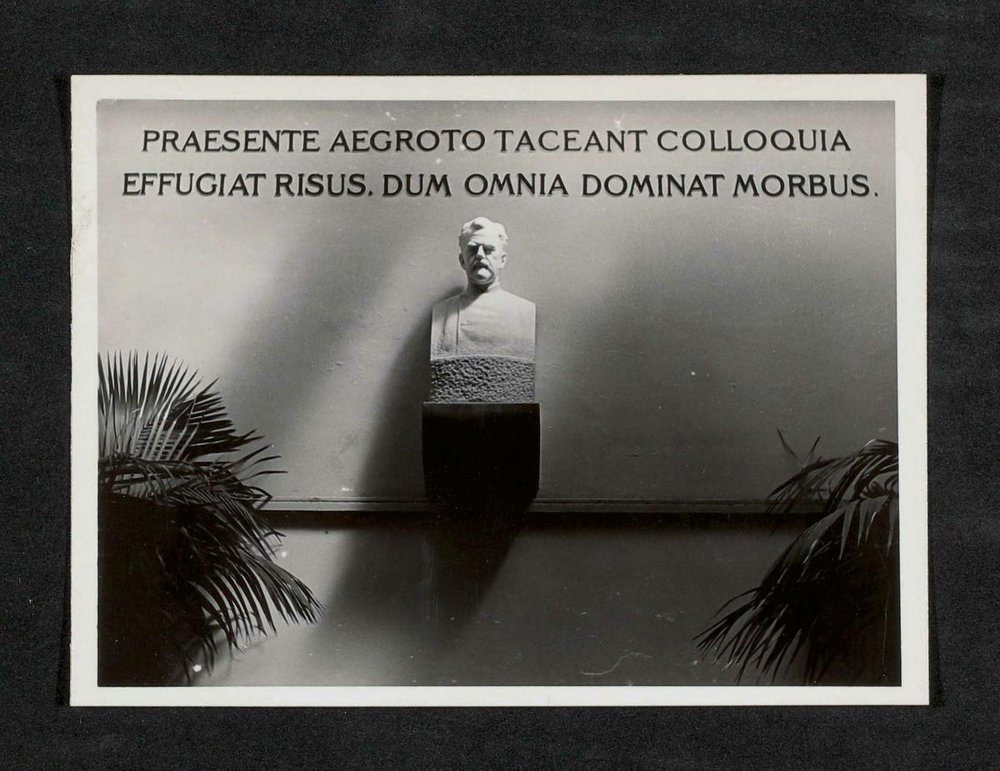 PRAESENTE AEGROTO TACEANT COLLOQUIA
EFFUGIAT RISUS. DUM OMNIA DOMINAT MORBUS.